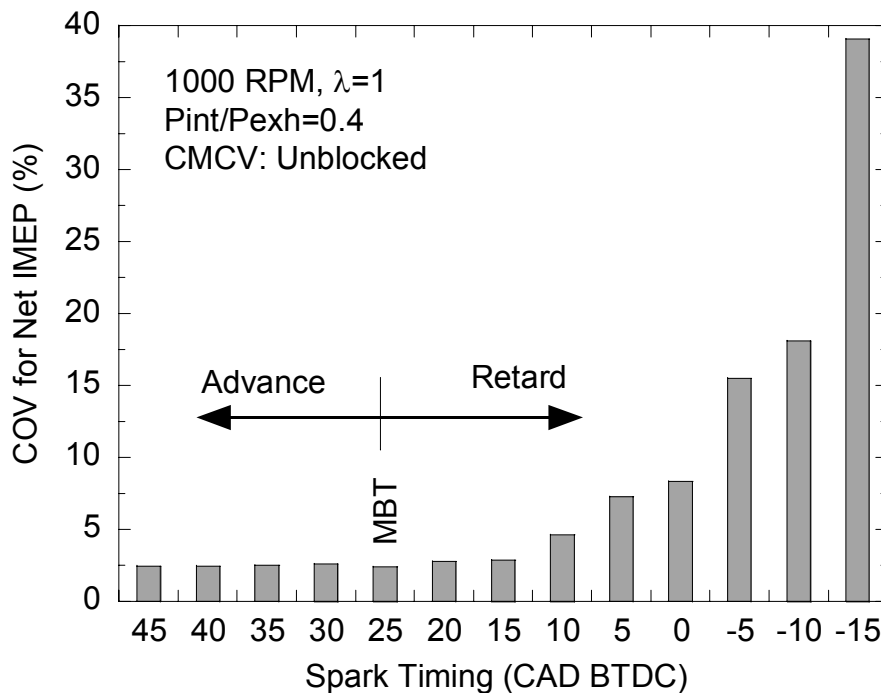 40
35
30
25
20
15
10
5
0
COV for Net IMEP (%)
1000 RPM, λ=1
Pint/Pexh=0.4
CMCV: Unblocked
Advance
Retard
MBT
45 40 35 30 25 20 15 10 5 0 -5 -10 -15
Spark Timing (CAD BTDC)